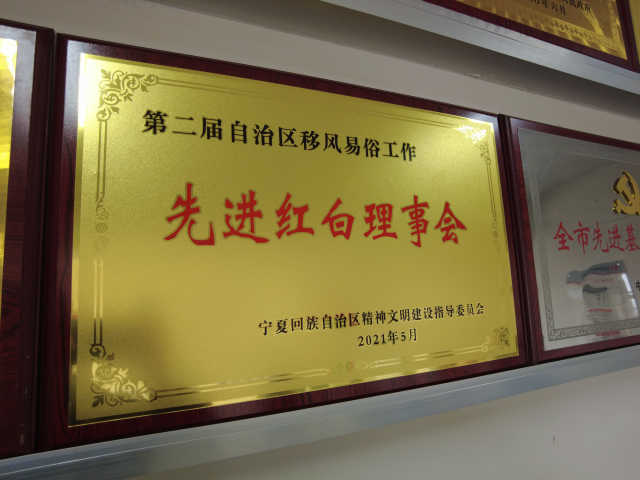 第二届自治区移风易俗工作
先进红白理事会
宁夏回族自治区精神文明建设指导委员会
2021年5月
全市先进基